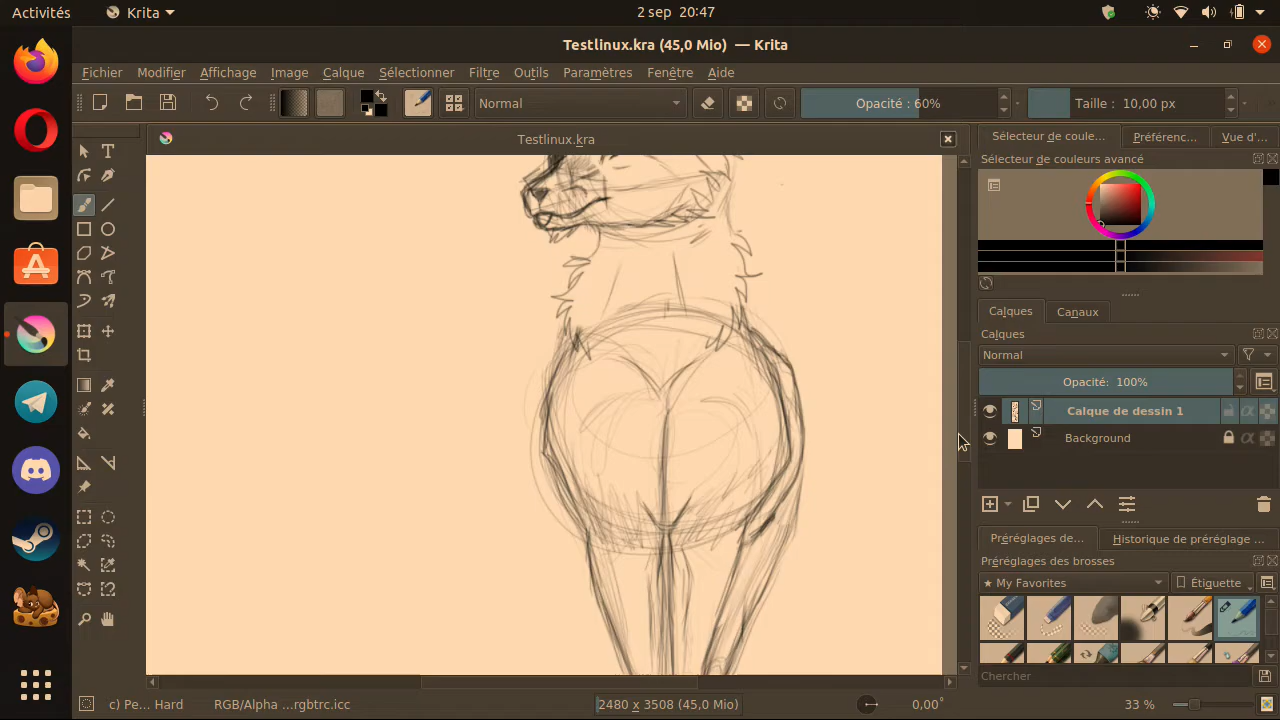 Activités
Krita
2 sep 20:47
Testlinux.kra (45,0 Mio) — Krita
Fichier Modifier Affichage Image Calque Sélectionner Filtre Outils Paramètres Fenêtre Aide
Normal
Opacité : 60%
Taille : 10,00 px
Testlinux.kra
Sélecteur de coule... Préférenc... Vue d'...
Sélecteur de couleurs avancé
Calques Canaux
Calques
Normal
Opacité: 100%
Calque de dessin 1
Background
Préréglages de... Historique de préréglage ...
Préréglages des brosses
★ My Favorites
Étiquette
Chercher
c) Pe... Hard
RGB/Alpha ...rgbtrc.icc
2480 x 3508 (45,0 Mio)
0,00°
33 %